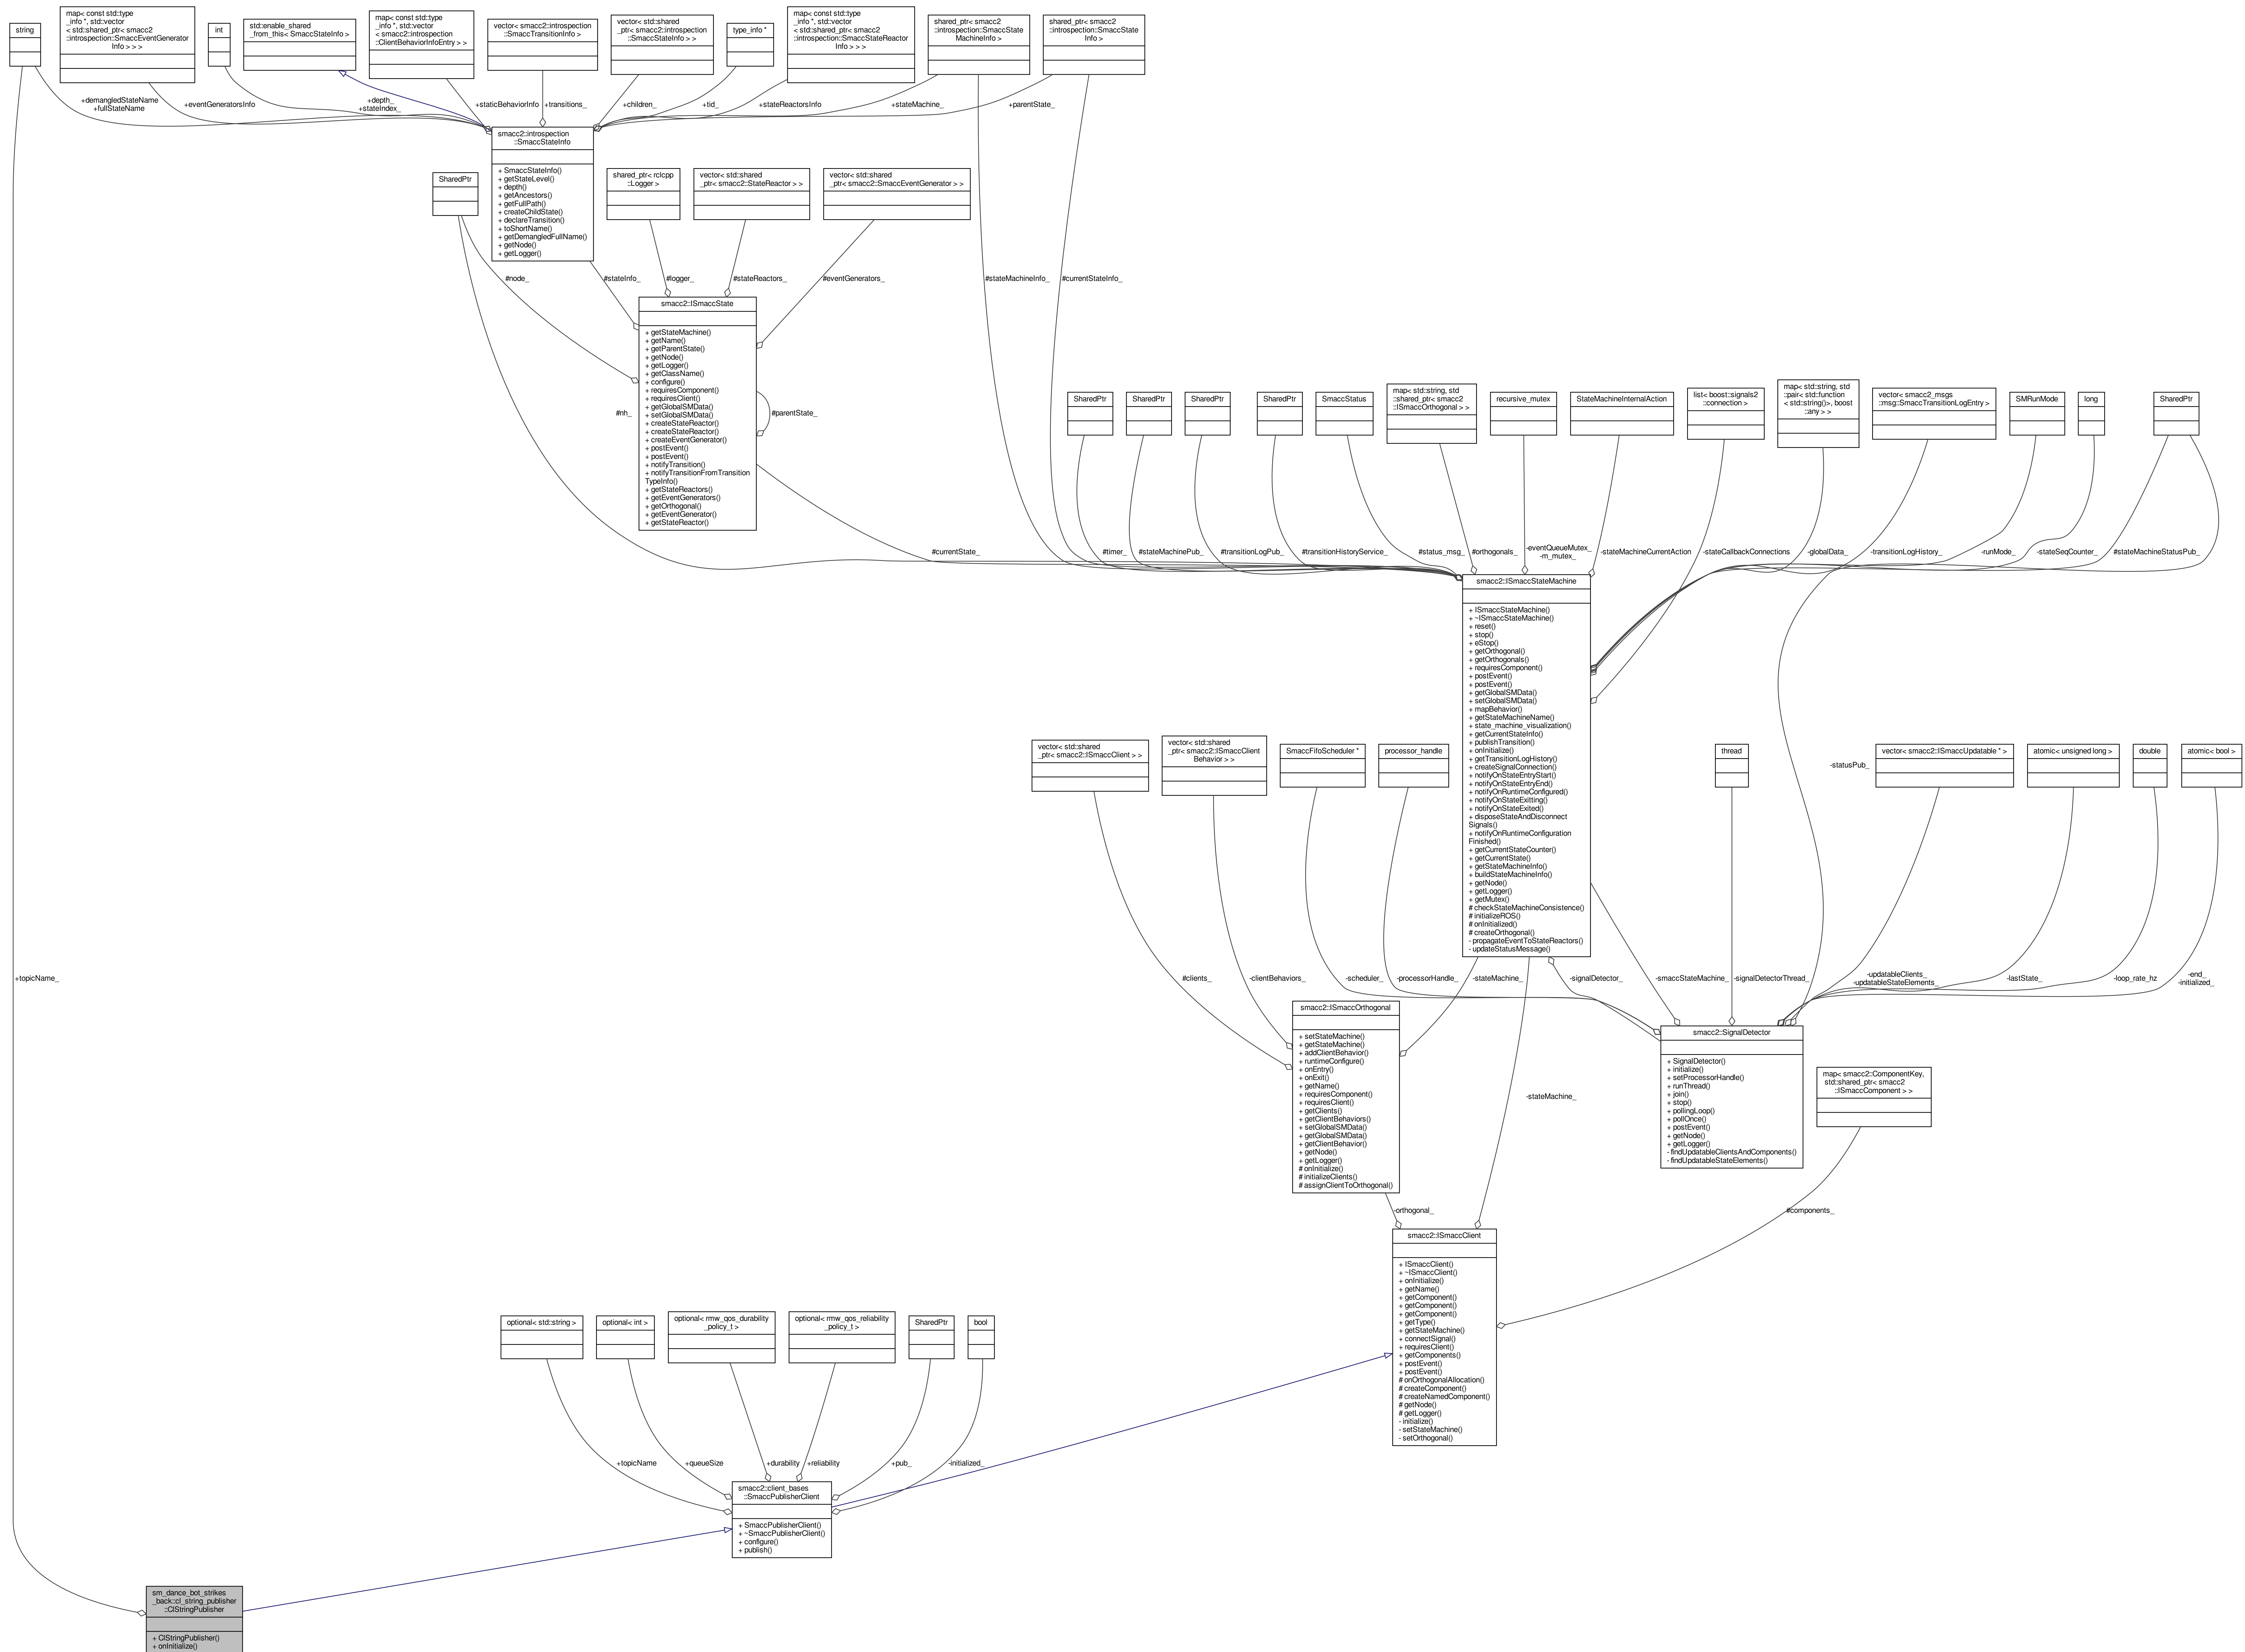 string
map< const std::type
_info *, std::vector
< std::shared_ptr< smacc2
::introspection::SmaccEventGenerator
Info > > >
int
std::enable_shared
_from_this< SmaccStateInfo >
map< const std::type
_info *, std::vector
< smacc2::introspection
::ClientBehaviorInfoEntry > >
vector< smacc2::introspection
::SmaccTransitionInfo >
vector< std::shared
_ptr< smacc2::introspection
::SmaccStateInfo > >
type_info *
map< const std::type
_info *, std::vector
< std::shared_ptr< smacc2
::introspection::SmaccStateReactor
Info > > >
shared_ptr< smacc2
::introspection::SmaccState
MachineInfo >
shared_ptr< smacc2
::introspection::SmaccState
Info >
+demangledStateName
+fullStateName
+eventGeneratorsInfo
+depth_
+stateIndex_
+staticBehaviorInfo
+transitions_
+children_
+tid_
+stateReactorsInfo
+stateMachine_
+parentState_
smacc2::introspection
::SmaccStateInfo
+ SmaccStateInfo()
+ getStateLevel()
+ depth()
+ getAncestors()
+ getFullPath()
+ createChildState()
+ declareTransition()
+ toShortName()
+ getDemangledFullName()
+ getNode()
+ getLogger()
SharedPtr
shared_ptr< rclcpp
::Logger >
vector< std::shared
_ptr< smacc2::StateReactor > >
vector< std::shared
_ptr< smacc2::SmaccEventGenerator > >
#node_
#stateInfo_
#logger_
#stateReactors_
#eventGenerators_
#stateMachineInfo_
#currentStateInfo_
smacc2::ISmaccState
+ getStateMachine()
+ getName()
+ getParentState()
+ getNode()
+ getLogger()
+ getClassName()
+ configure()
+ requiresComponent()
+ requiresClient()
+ getGlobalSMData()
+ setGlobalSMData()
+ createStateReactor()
+ createStateReactor()
+ createEventGenerator()
+ postEvent()
+ postEvent()
+ notifyTransition()
+ notifyTransitionFromTransition
TypeInfo()
+ getStateReactors()
+ getEventGenerators()
+ getOrthogonal()
+ getEventGenerator()
+ getStateReactor()
#nh_
#parentState_
SharedPtr
SharedPtr
SharedPtr
SharedPtr
SmaccStatus
map< std::string, std
::shared_ptr< smacc2
::ISmaccOrthogonal > >
recursive_mutex
StateMachineInternalAction
list< boost::signals2
::connection >
map< std::string, std
::pair< std::function
< std::string()>, boost
::any > >
vector< smacc2_msgs
::msg::SmaccTransitionLogEntry >
SMRunMode
long
SharedPtr
#currentState_
#timer_
#stateMachinePub_
#transitionLogPub_
#transitionHistoryService_
#status_msg_
#orthogonals_
-eventQueueMutex_
-m_mutex_
-stateMachineCurrentAction
-stateCallbackConnections
-globalData_
-transitionLogHistory_
-runMode_
-stateSeqCounter_
#stateMachineStatusPub_
smacc2::ISmaccStateMachine
+ ISmaccStateMachine()
+ ~ISmaccStateMachine()
+ reset()
+ stop()
+ eStop()
+ getOrthogonal()
+ getOrthogonals()
+ requiresComponent()
+ postEvent()
+ postEvent()
+ getGlobalSMData()
+ setGlobalSMData()
+ mapBehavior()
+ getStateMachineName()
+ state_machine_visualization()
+ getCurrentStateInfo()
+ publishTransition()
+ onInitialize()
+ getTransitionLogHistory()
+ createSignalConnection()
+ notifyOnStateEntryStart()
+ notifyOnStateEntryEnd()
+ notifyOnRuntimeConfigured()
+ notifyOnStateExitting()
+ notifyOnStateExited()
+ disposeStateAndDisconnect
Signals()
+ notifyOnRuntimeConfiguration
Finished()
+ getCurrentStateCounter()
+ getCurrentState()
+ getStateMachineInfo()
+ buildStateMachineInfo()
+ getNode()
+ getLogger()
+ getMutex()
# checkStateMachineConsistence()
# initializeROS()
# onInitialized()
# createOrthogonal()
- propagateEventToStateReactors()
- updateStatusMessage()
vector< std::shared
_ptr< smacc2::ISmaccClient > >
vector< std::shared
_ptr< smacc2::ISmaccClient
Behavior > >
SmaccFifoScheduler *
processor_handle
thread
-statusPub_
vector< smacc2::ISmaccUpdatable * >
atomic< unsigned long >
double
atomic< bool >
+topicName_
#clients_
-clientBehaviors_
-scheduler_
-processorHandle_
-stateMachine_
-signalDetector_
-smaccStateMachine_
-signalDetectorThread_
-updatableClients_
-updatableStateElements_
-lastState_
-loop_rate_hz
-end_
-initialized_
smacc2::ISmaccOrthogonal
+ setStateMachine()
+ getStateMachine()
+ addClientBehavior()
+ runtimeConfigure()
+ onEntry()
+ onExit()
+ getName()
+ requiresComponent()
+ requiresClient()
+ getClients()
+ getClientBehaviors()
+ setGlobalSMData()
+ getGlobalSMData()
+ getClientBehavior()
+ getNode()
+ getLogger()
# onInitialize()
# initializeClients()
# assignClientToOrthogonal()
smacc2::SignalDetector
+ SignalDetector()
+ initialize()
+ setProcessorHandle()
+ runThread()
+ join()
+ stop()
+ pollingLoop()
+ pollOnce()
+ postEvent()
+ getNode()
+ getLogger()
- findUpdatableClientsAndComponents()
- findUpdatableStateElements()
map< smacc2::ComponentKey,
std::shared_ptr< smacc2
::ISmaccComponent > >
-stateMachine_
-orthogonal_
#components_
smacc2::ISmaccClient
+ ISmaccClient()
+ ~ISmaccClient()
+ onInitialize()
+ getName()
+ getComponent()
+ getComponent()
+ getComponent()
+ getType()
+ getStateMachine()
+ connectSignal()
+ requiresClient()
+ getComponents()
+ postEvent()
+ postEvent()
# onOrthogonalAllocation()
# createComponent()
# createNamedComponent()
# getNode()
# getLogger()
- initialize()
- setStateMachine()
- setOrthogonal()
optional< std::string >
optional< int >
optional< rmw_qos_durability
_policy_t >
optional< rmw_qos_reliability
_policy_t >
SharedPtr
bool
+topicName
+queueSize
+durability
+reliability
+pub_
-initialized_
smacc2::client_bases
::SmaccPublisherClient
+ SmaccPublisherClient()
+ ~SmaccPublisherClient()
+ configure()
+ publish()
sm_dance_bot_strikes
_back::cl_string_publisher
::ClStringPublisher
+ ClStringPublisher()
+ onInitialize()